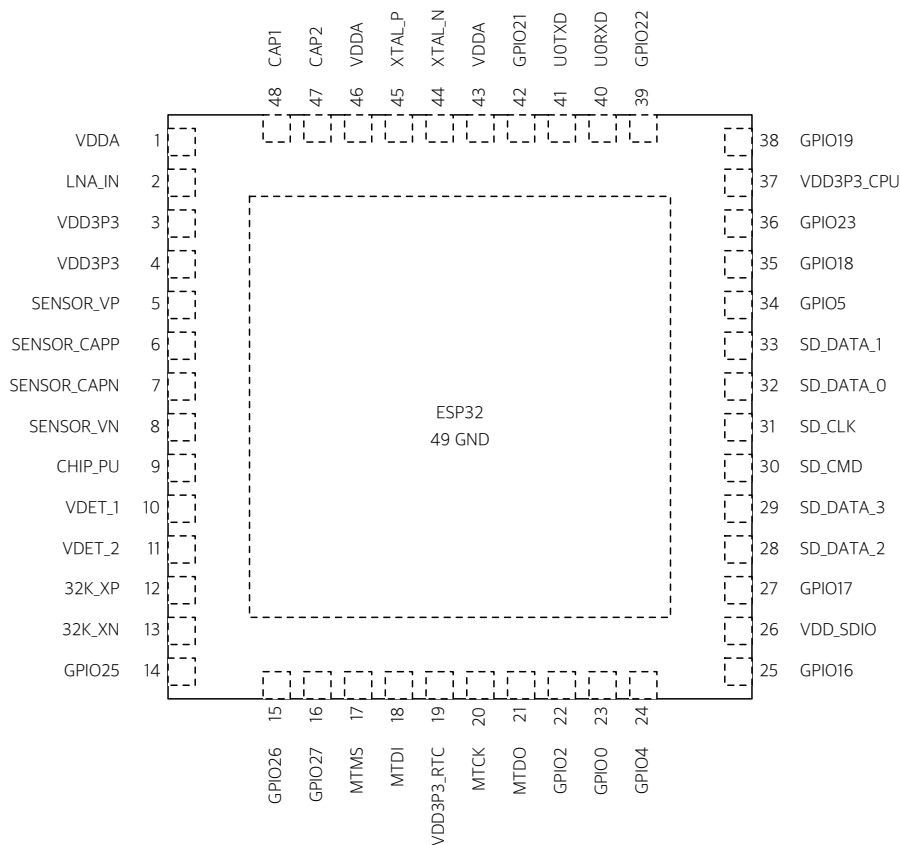 CAP1 CAP2 VDDA XTAL_P XTAL_N VDDA GPIO21 U0TXD U0RXD GPIO22
48 47 46 45 44 43 42 41 40 39
VDDA 1
LNA_IN 2
VDD3P3 3
VDD3P3 4
SENSOR_VP 5
SENSOR_CAPP 6
SENSOR_CAPN 7
SENSOR_VN 8
CHIP_PU 9
VDET_1 10
VDET_2 11
32K_XP 12
32K_XN 13
GPIO25 14
ESP32
49 GND
38 GPIO19
37 VDD3P3_CPU
36 GPIO23
35 GPIO18
34 GPIO5
33 SD_DATA_1
32 SD_DATA_0
31 SD_CLK
30 SD_CMD
29 SD_DATA_3
28 SD_DATA_2
27 GPIO17
26 VDD_SDIO
25 GPIO16
15 16 17 18 19 20 21 22 23 24
GPIO26 GPIO27 MTMS MTDI VDD3P3_RTC MTCK MTDO GPIO2 GPIO0 GPIO4